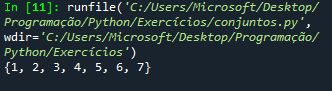 In [11]: runfile('C:/Users/Microsoft/Desktop/
Programação/Python/Exercícios/conjuntos.py',
wdir='C:/Users/Microsoft/Desktop/Programação/
Python/Exercícios')
{1, 2, 3, 4, 5, 6, 7}